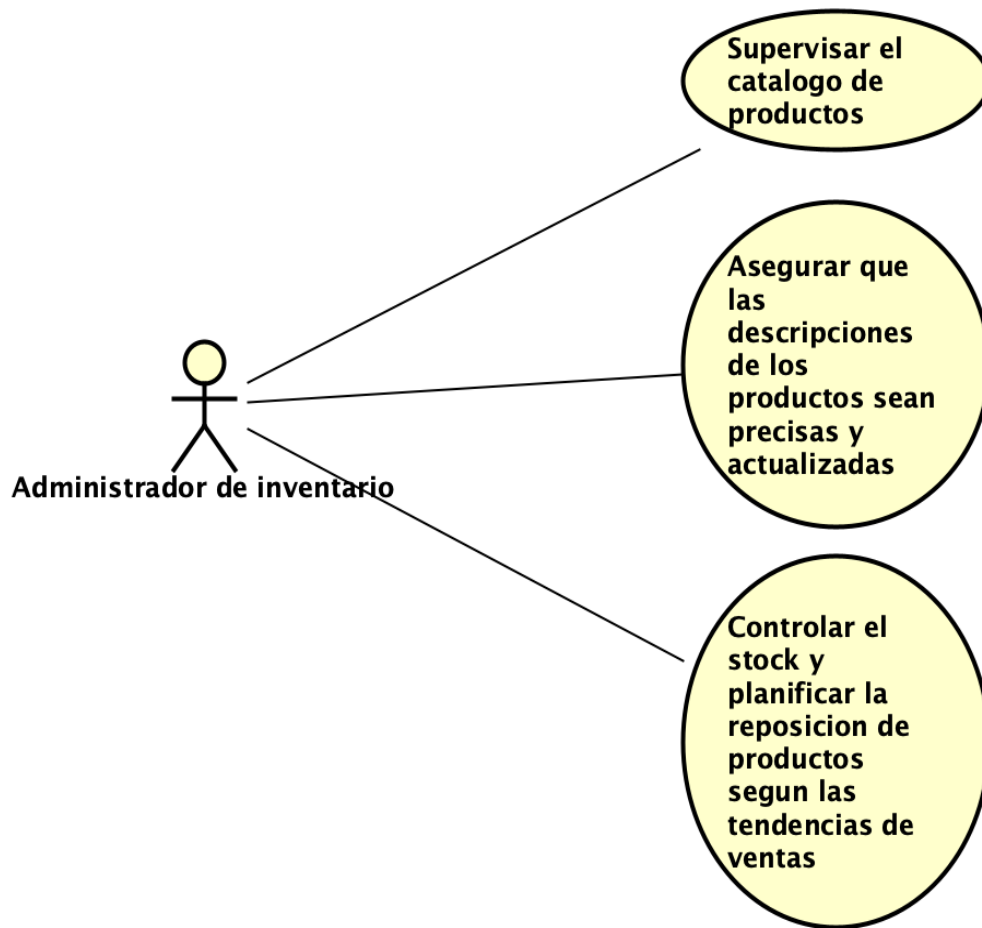 Supervisar el
catalogo de
productos
Asegurar que
las
descripciones
de los
productos sean
precisas y
actualizadas
Administrador de inventario
Controlar el
stock y
planificar la
reposicion de
productos
segun las
tendencias de
ventas